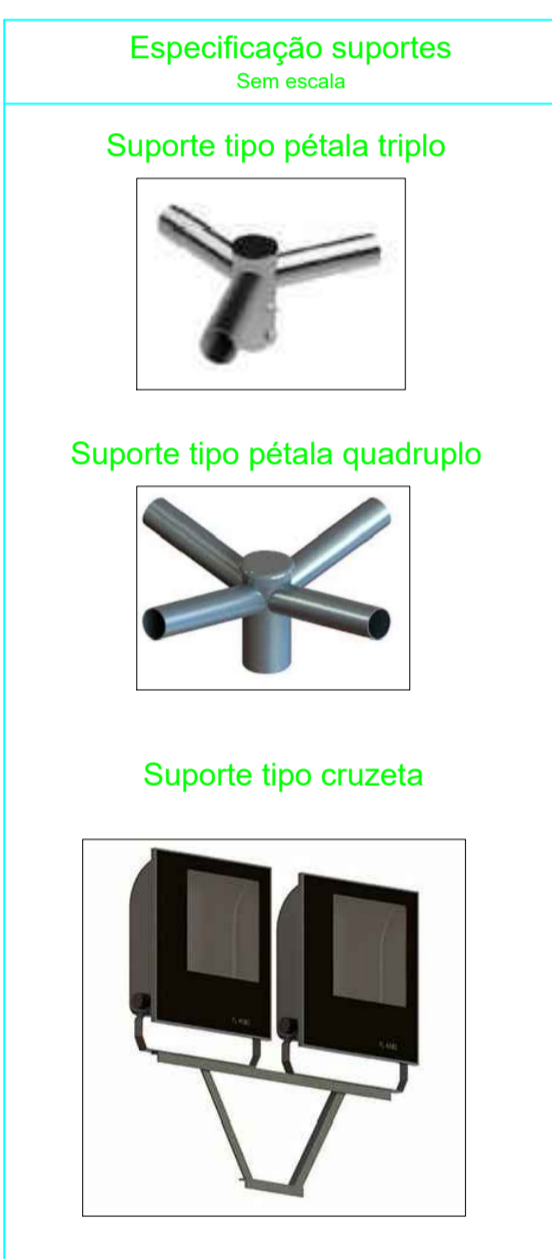 Especificação suportes
Sem escala
Suporte tipo pétala triplo
Suporte tipo pétala quadruplo
Suporte tipo cruzeta